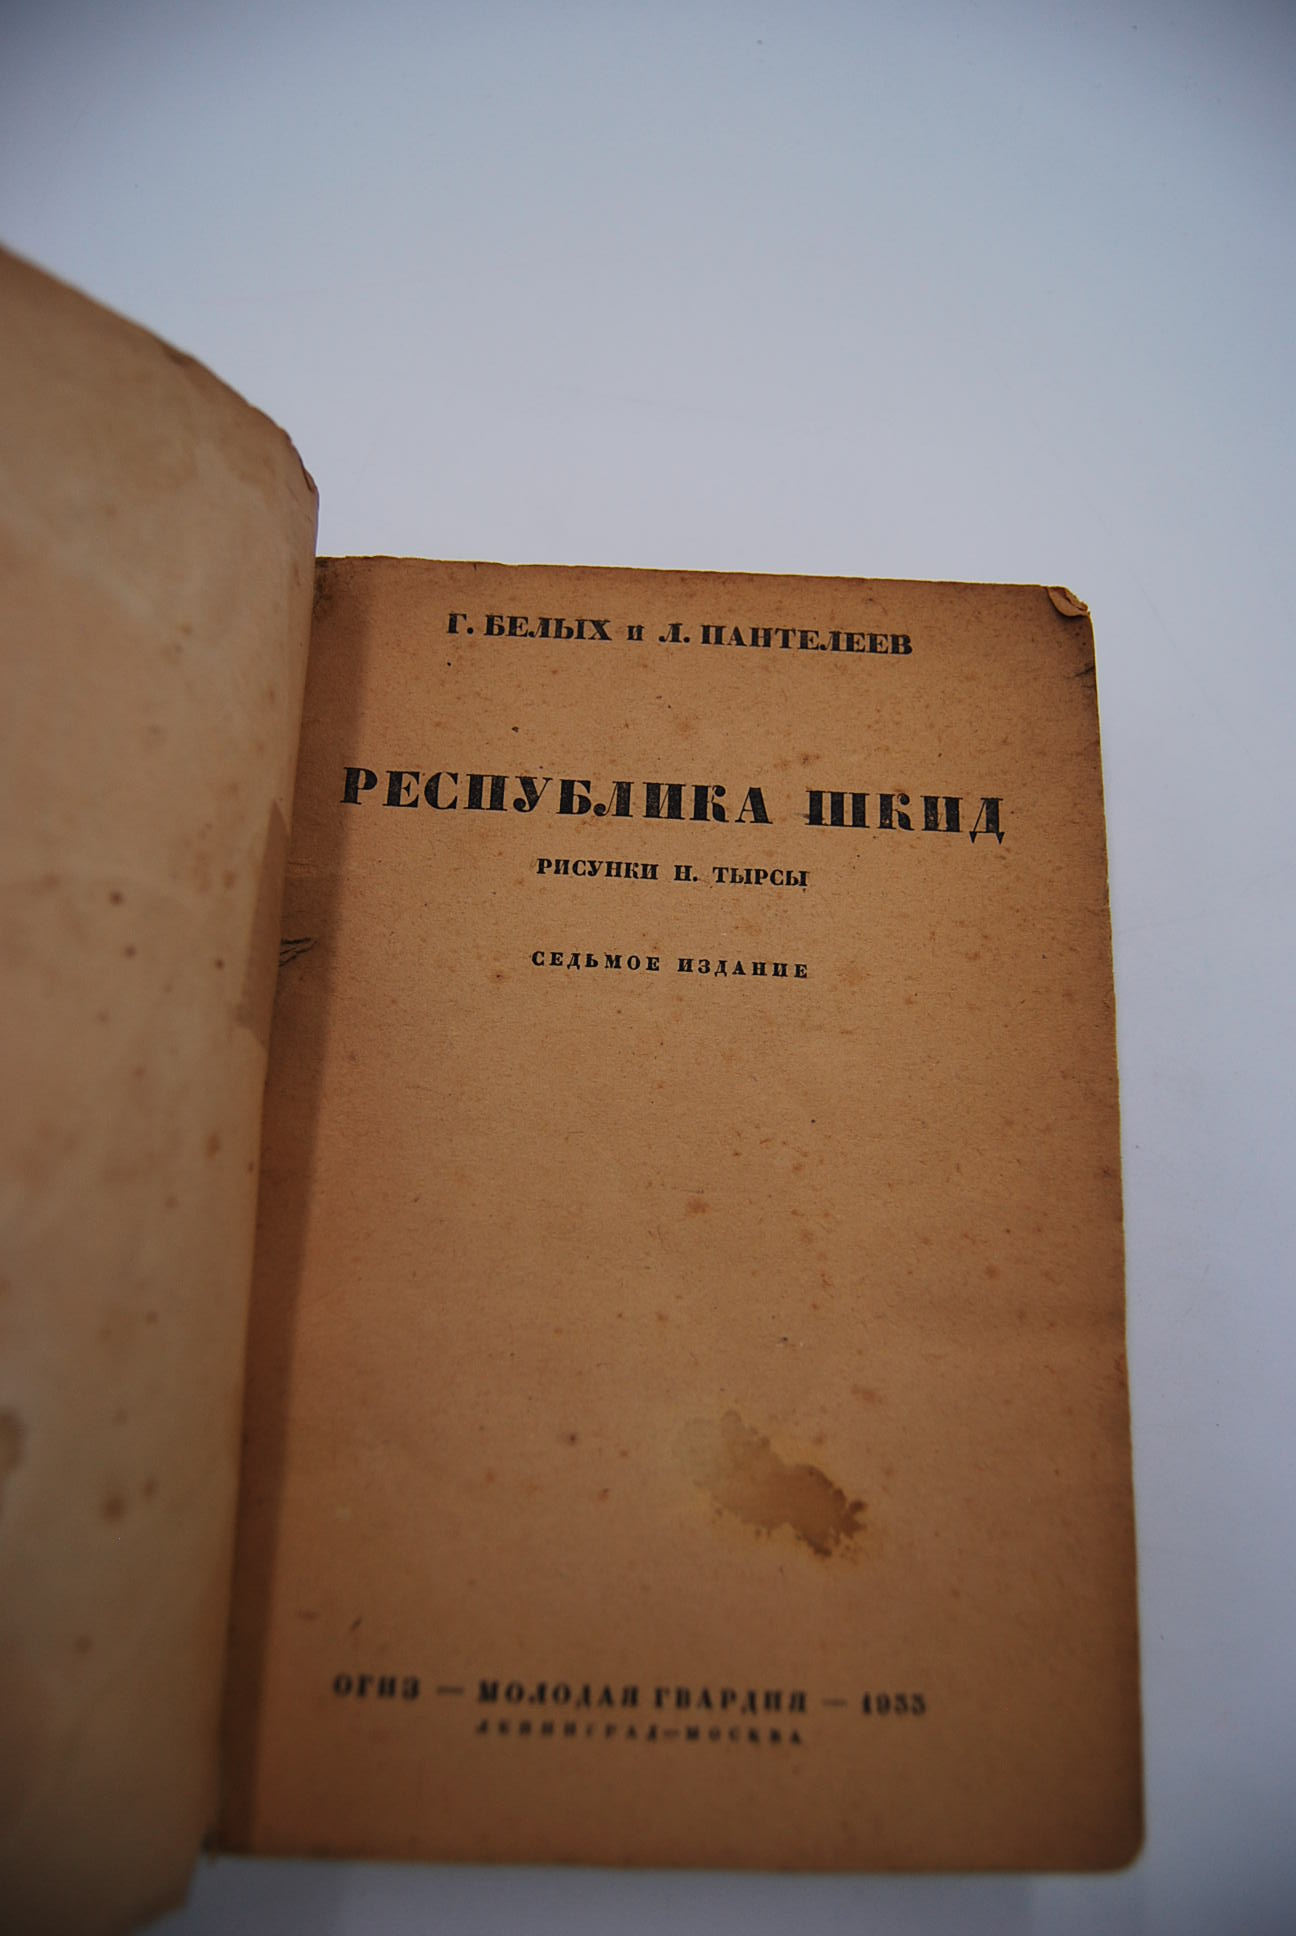 Г. БЕЛЫХ и Л. ПАНТЕЛЕЕВ
РЕСПУБЛИКА ШКИД
РИСУНКИ Н. ТЫРСЫ
СЕДЬМОЕ ИЗДАНИЕ
ОГИЗ — МОЛОДАЯ ГВАРДИЯ — 1933
ЛЕНИНГРАД—МОСКВА